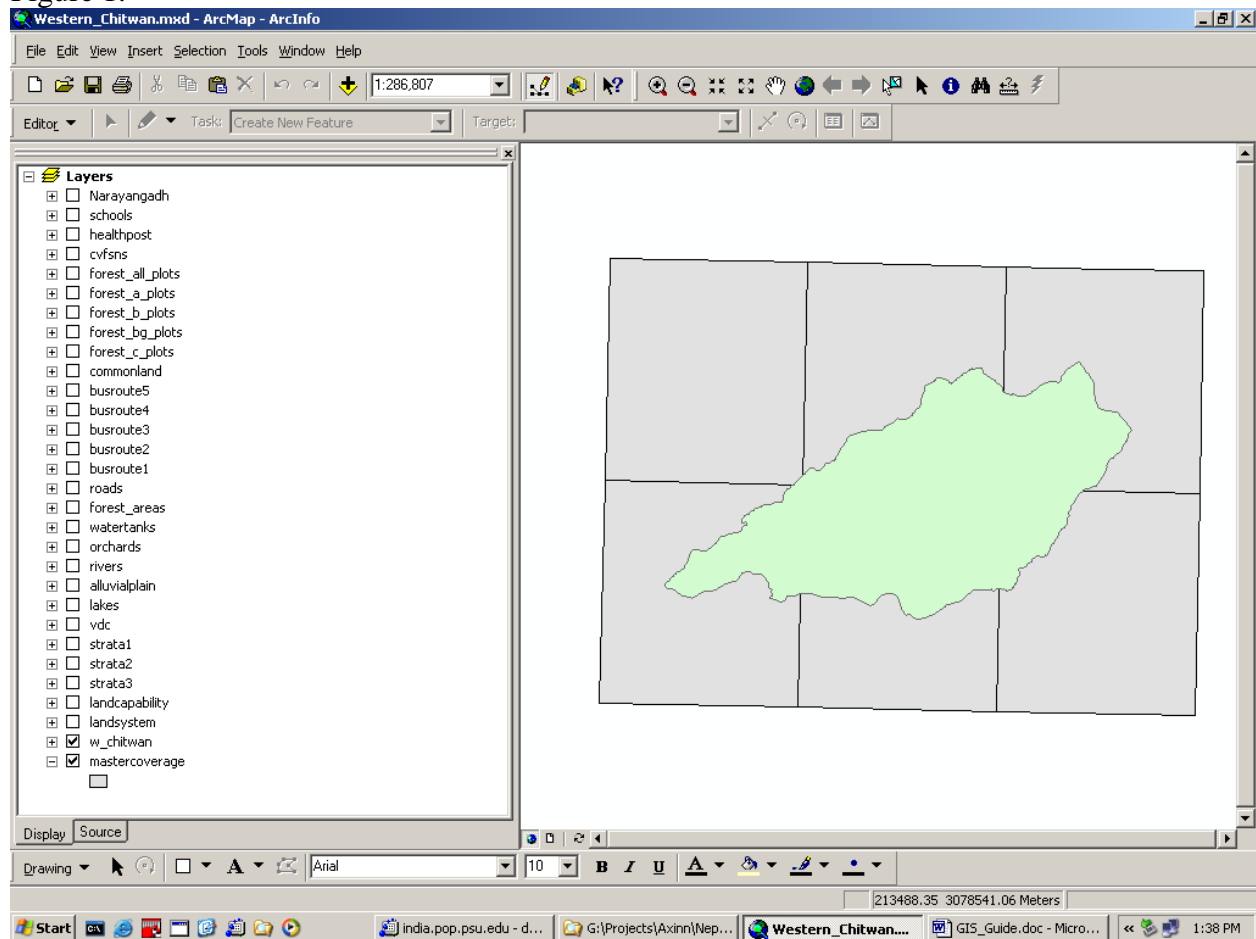 Figure 1.
Western_Chitwan.mxd - ArcMap - ArcInfo
File Edit View Insert Selection Tools Window Help
1:286,807
Editor Task: Create New Feature Target:
Layers
Narayangadh
schools
healthpost
cvfsns
forest_all_plots
forest_a_plots
forest_b_plots
forest_bg_plots
forest_c_plots
commonland
busroute5
busroute4
busroute3
busroute2
busroute1
roads
forest_areas
watertanks
orchards
rivers
alluvialplain
lakes
vdc
strata1
strata2
strata3
landcapability
landsystem
w_chitwan
mastercoverage
Display Source
Drawing A Arial 10 B I U A
213488.35 3078541.06 Meters
Start india.pop.psu.edu - d... G:\Projects\Axinn\Nep... Western_Chitwan.... GIS_Guide.doc - Micro... « 1:38 PM